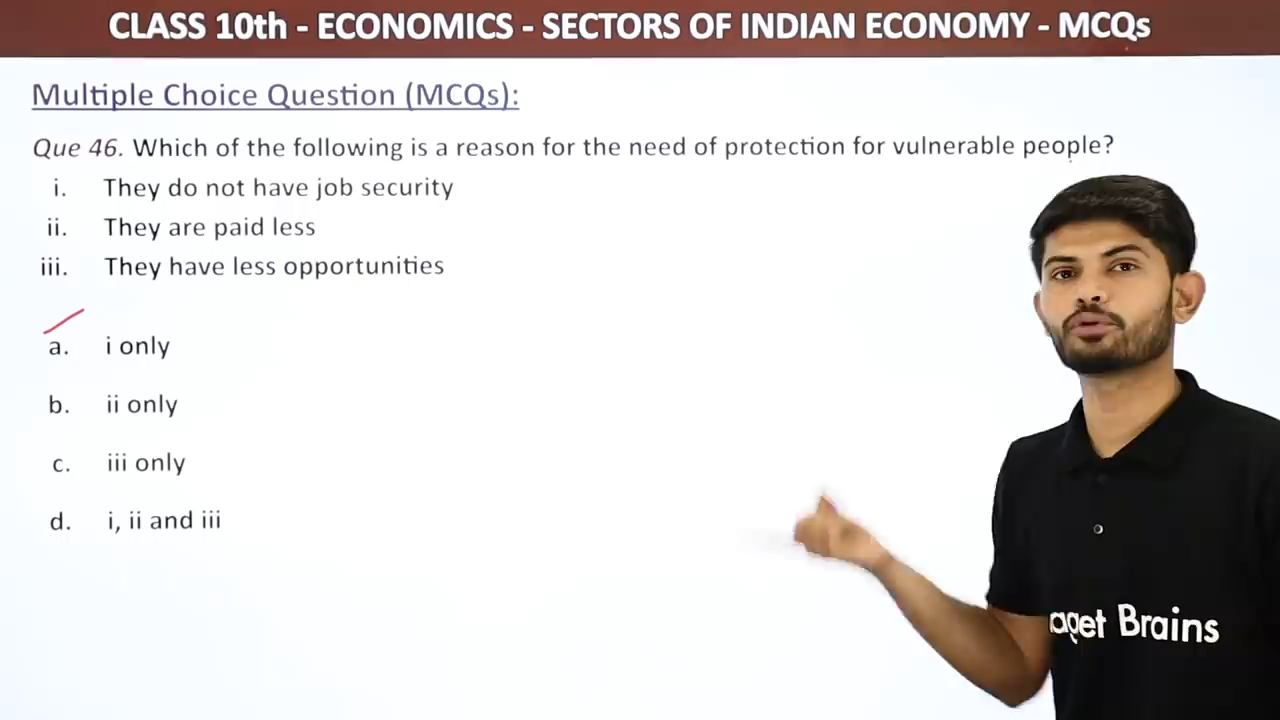 CLASS 10th - ECONOMICS - SECTORS OF INDIAN ECONOMY - MCQs
Multiple Choice Question (MCQs):
Que 46. Which of the following is a reason for the need of protection for vulnerable people?
i. They do not have job security
ii. They are paid less
iii. They have less opportunities
a. i only
b. ii only
c. iii only
d. i, ii and iii
aget Brains